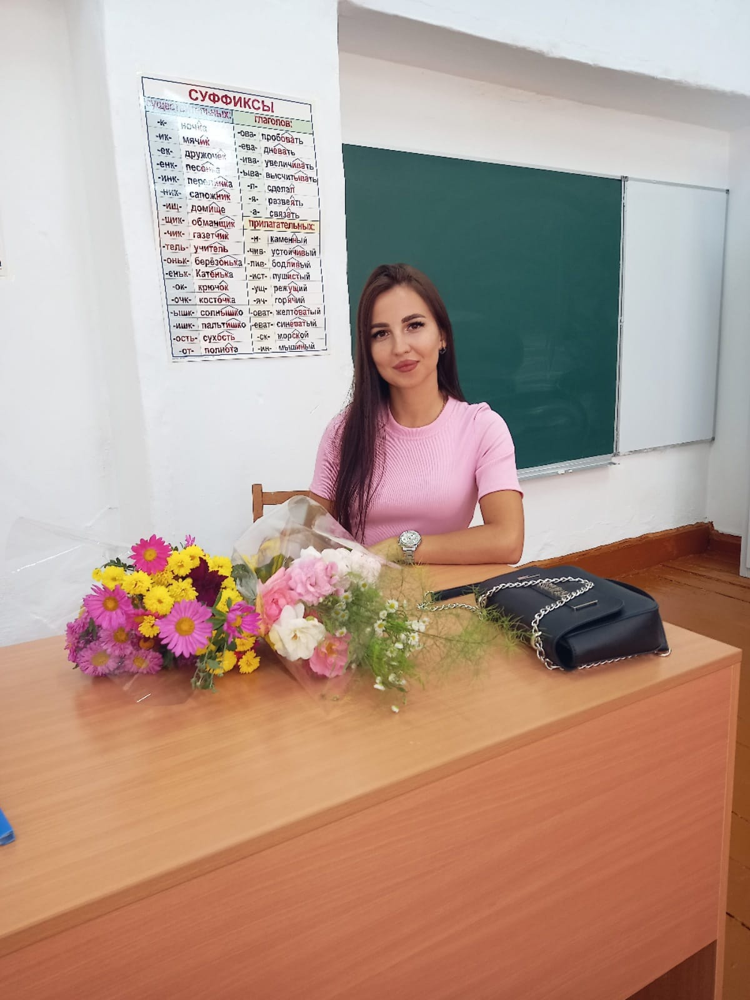 СУФФИКСЫ
существительных:
-к- ночка
-ик- мячик
-ек- дружочек
-енк- песенка
-инк- перелинка
-ник- сапожник
-ищ- домище
-щик- обманщик
-чик- газетчик
-тель- учитель
-оньк- берёзонька
-еньк- Катенька
-ок- крючок
-очк- косточка
-ышк- солнышко
-ишк- пальтишко
-ость- сухость
-от- полнота
глаголов:
-ова- пробовать
-ева- дневать
-ива- увеличивать
-ыва- высчитывать
-л- сделал
-я- развеять
-а- связать
прилагательных:
-н- каменный
-чив- устойчивый
-лив- бодливый
-ист- пушистый
-ущ- режущий
-яч- горячий
-оват- желтоватый
-еват- синеватый
-ск- морской
-ин- мышиный